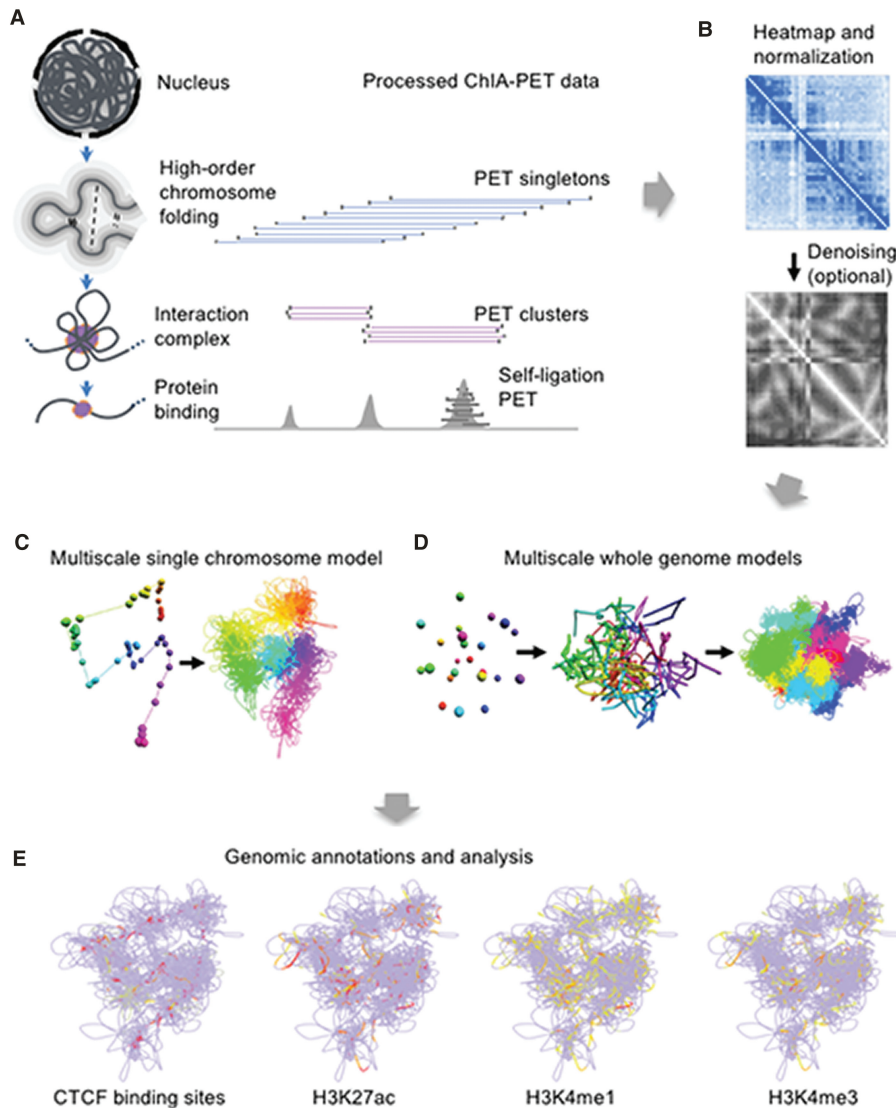 A
Nucleus
Processed ChIA-PET data
High-order
chromosome
folding
PET singletons
Interaction
complex
PET clusters
Protein
binding
Self-ligation
PET
B
Heatmap and
normalization
Denoising
(optional)
C
Multiscale single chromosome model
D
Multiscale whole genome models
E
Genomic annotations and analysis
CTCF binding sites
H3K27ac
H3K4me1
H3K4me3